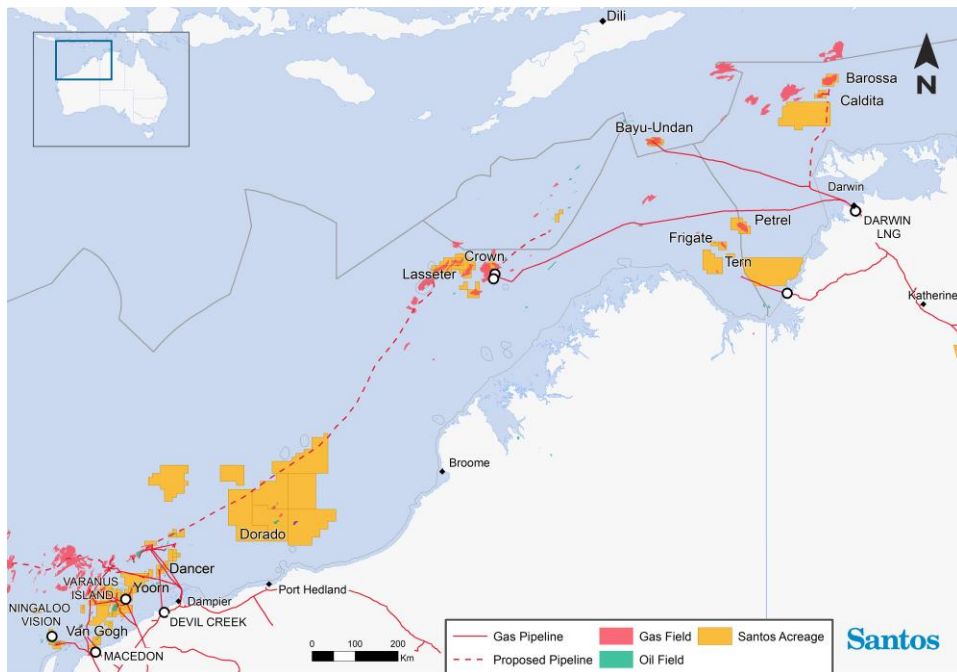 Dili
N
Barossa
Caldita
Bayu-Undan
Darwin
DARWIN
LNG
Petrel
Frigate
Tern
Crown
Lasseter
Katherine
Broome
Dorado
Dancer
VARANUS
ISLAND
Yoorn
Port Hedland
Dampier
NINGALOO
VISION
DEVIL CREEK
Van Gogh
MACEDON
0 100 200
Km
Gas Pipeline
Gas Field
Santos Acreage
Proposed Pipeline
Oil Field
Santos